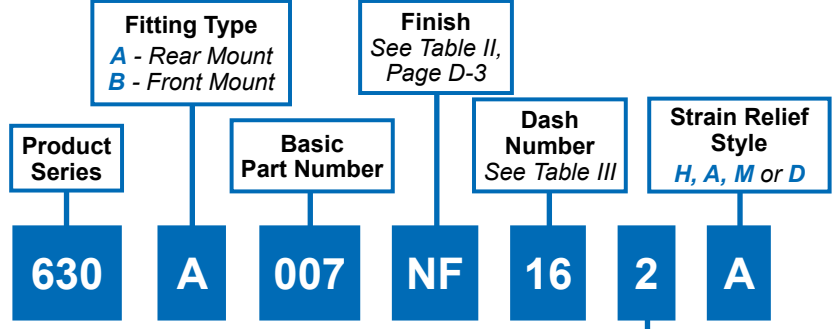 Fitting Type
A - Rear Mount
B - Front Mount
Finish
See Table II,
Page D-3
Product
Series
Basic
Part Number
Dash
Number
See Table III
Strain Relief
Style
H, A, M or D
630 A 007 NF 16 2 A